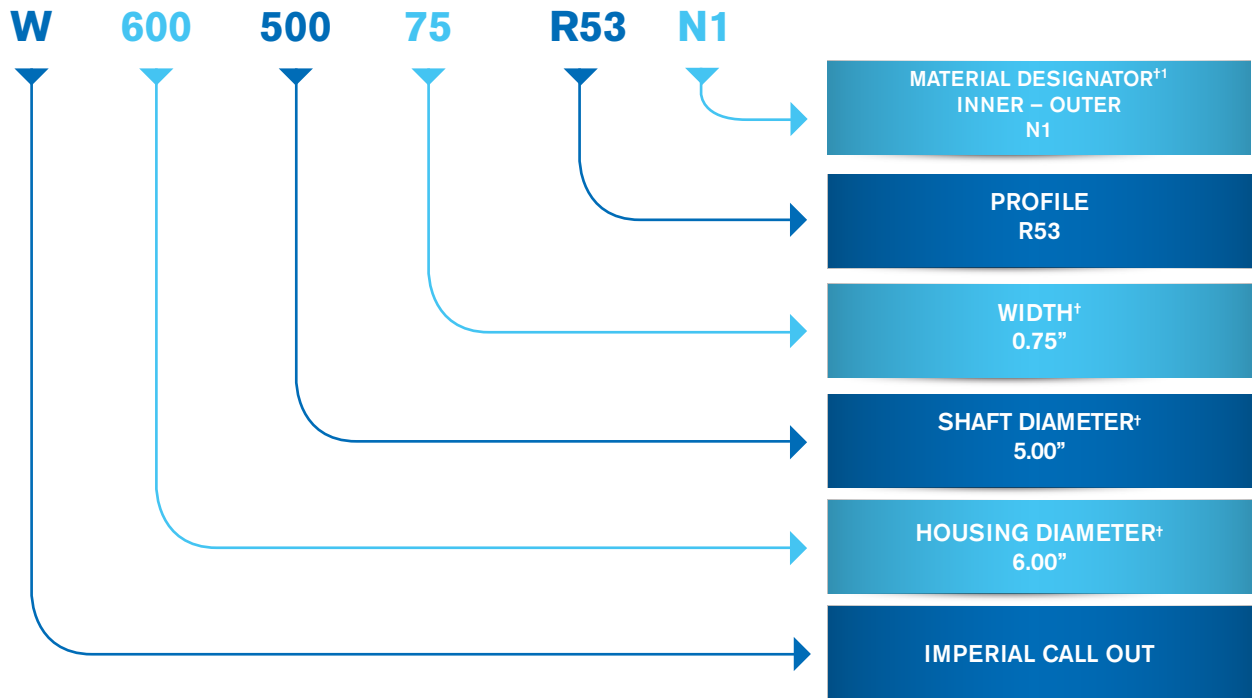 W 600 500 75 R53 N1
MATERIAL DESIGNATOR†1
INNER – OUTER
N1
PROFILE
R53
WIDTH†
0.75”
SHAFT DIAMETER†
5.00”
HOUSING DIAMETER†
6.00”
IMPERIAL CALL OUT